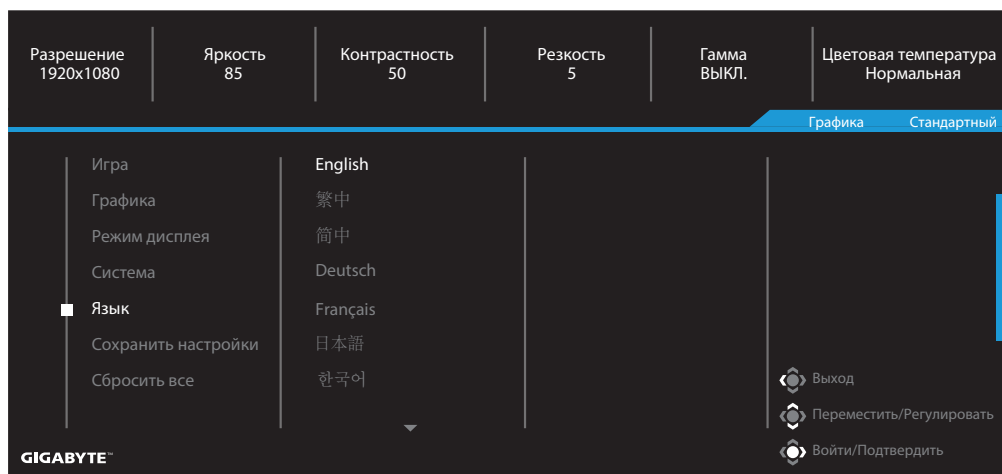 Разрешение
1920x1080
Яркость
85
Контрастность
50
Резкость
5
Гамма
ВЫКЛ.
Цветовая температура
Нормальная
Графика Стандартный
Игра
Графика
Режим дисплея
Система
Язык
Сохранить настройки
Сбросить все
English
繁中
简中
Deutsch
Français
日本語
한국어
Выход
Переместить/Регулировать
Войти/Подтвердить
GIGABYTE™